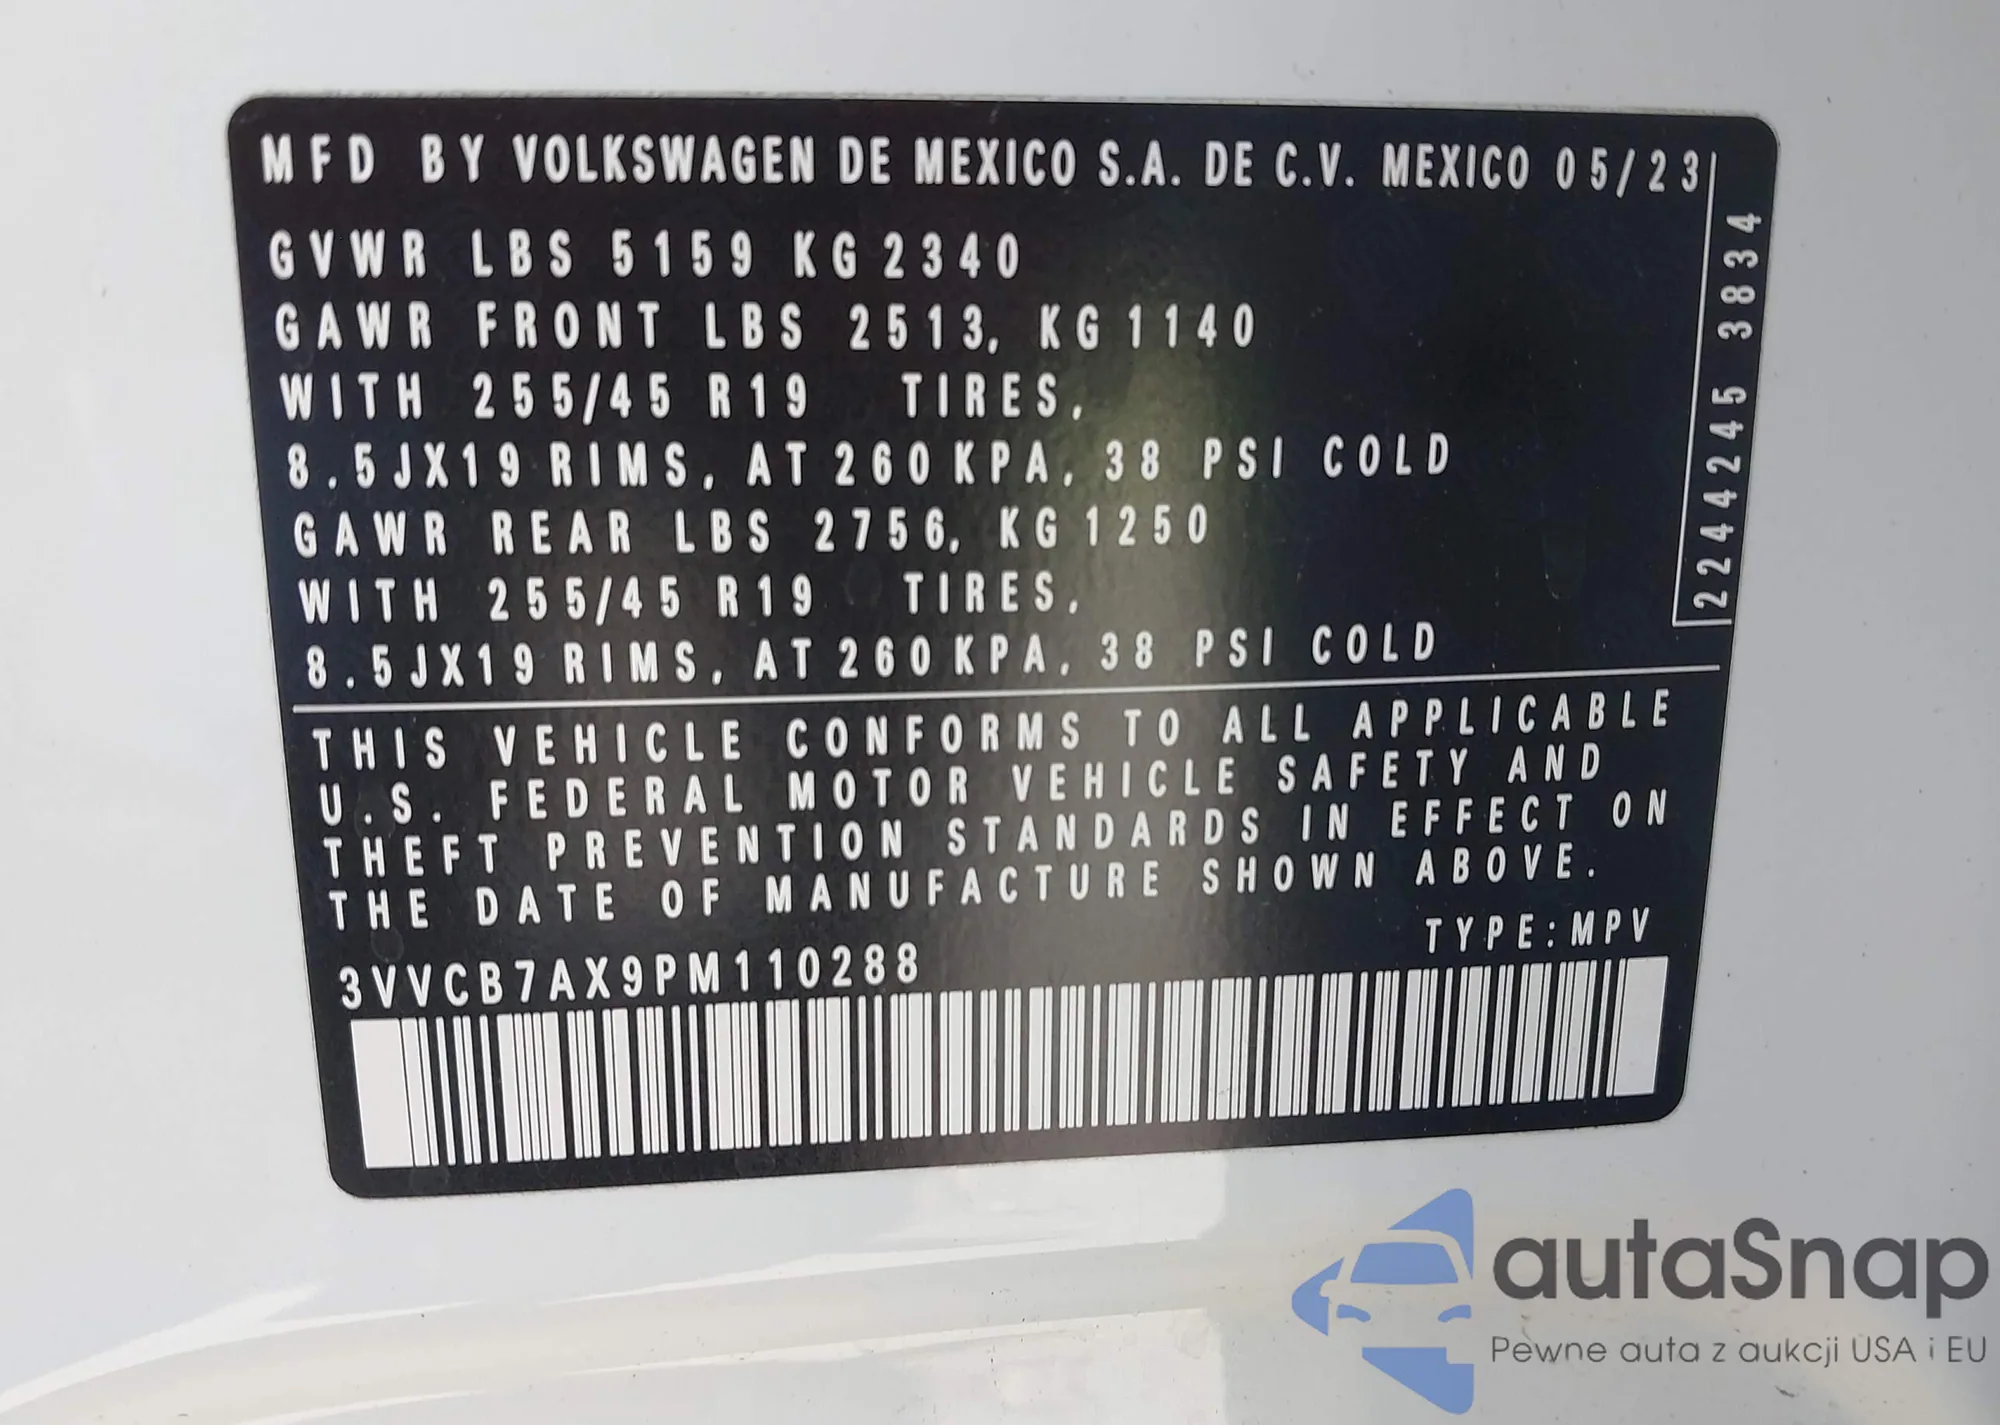 MFD BY VOLKSWAGEN DE MEXICO S.A. DE C.V. MEXICO 05/23
GVWR LBS 5159 KG 2340
GAWR FRONT LBS 2513, KG 1140
WITH 255/45 R19 TIRES,
8.5JX19 RIMS, AT 260 KPA, 38 PSI COLD
GAWR REAR LBS 2756, KG 1250
WITH 255/45 R19 TIRES,
8.5JX19 RIMS, AT 260 KPA, 38 PSI COLD
224424245 3834
THIS VEHICLE CONFORMS TO ALL APPLICABLE
U.S. FEDERAL MOTOR VEHICLE SAFETY AND
THEFT PREVENTION STANDARDS IN EFFECT ON
THE DATE OF MANUFACTURE SHOWN ABOVE.
TYPE:MPV
3VVCB7AX9PM110288
autaSnap
Pewne auta z aukcji USA i EU